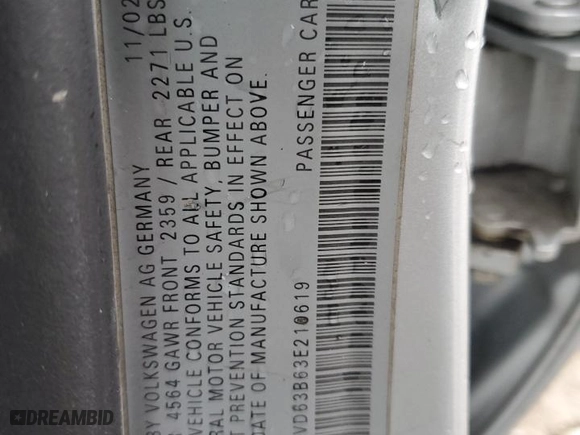 BY VOLKSWAGEN AG GERMANY 11/02
4564 GAWR FRONT 2359 / REAR 2271 LBS
VEHICLE CONFORMS TO ALL APPLICABLE U.S.
RAL MOTOR VEHICLE SAFETY, BUMPER AND
T PREVENTION STANDARDS IN EFFECT ON
DATE OF MANUFACTURE SHOWN ABOVE.
VD63B63E210619 PASSENGER CAR
DREAMBID